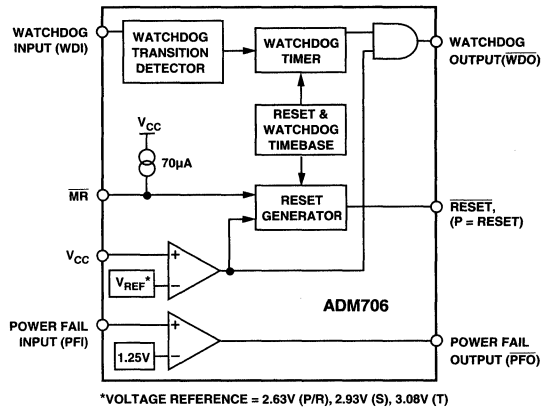 WATCHDOG
INPUT (WDI)
WATCHDOG
TRANSITION
DETECTOR
WATCHDOG
TIMER
WATCHDOG
OUTPUT(WDO)
RESET &
WATCHDOG
TIMEBASE
VCC
70µA
MR
RESET
GENERATOR
RESET,
(P = RESET)
VCC
+
VREF*
−
ADM706
POWER FAIL
INPUT (PFI)
+
1.25V
−
POWER FAIL
OUTPUT (PFO)
*VOLTAGE REFERENCE = 2.63V (P/R), 2.93V (S), 3.08V (T)